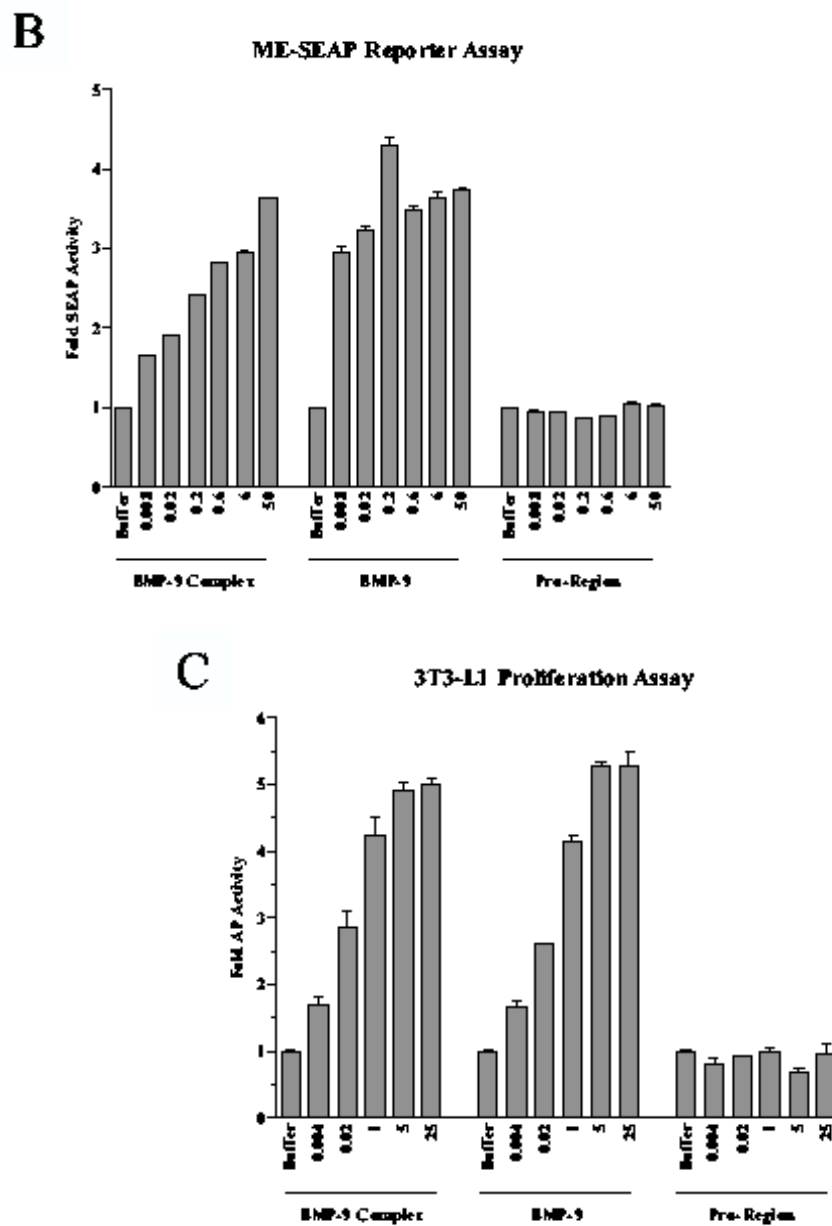 B
ME-SEAP Reporter Assay
5
4
3
2
1
0
Fold SEAP Activity
Buffer 0.001 0.02 0.2 0.6 6 50 Buffer 0.001 0.02 0.2 0.6 6 50 Buffer 0.001 0.02 0.2 0.6 6 50
BMP-9 Complex BMP-9 Pro-Region
C
3T3-L1 Proliferation Assay
6
5
4
3
2
1
0
Fold AP Activity
Buffer 0.004 0.02 1 5 25 Buffer 0.004 0.02 1 5 25 Buffer 0.004 0.02 1 5 25
BMP-9 Complex BMP-9 Pro-Region